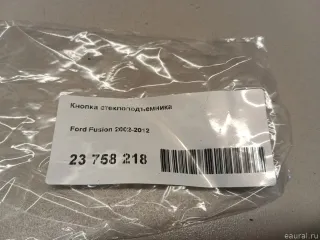 Кнопка стеклоподъемника
Ford Fusion 2002-2012
23 758 218
eaural.ru